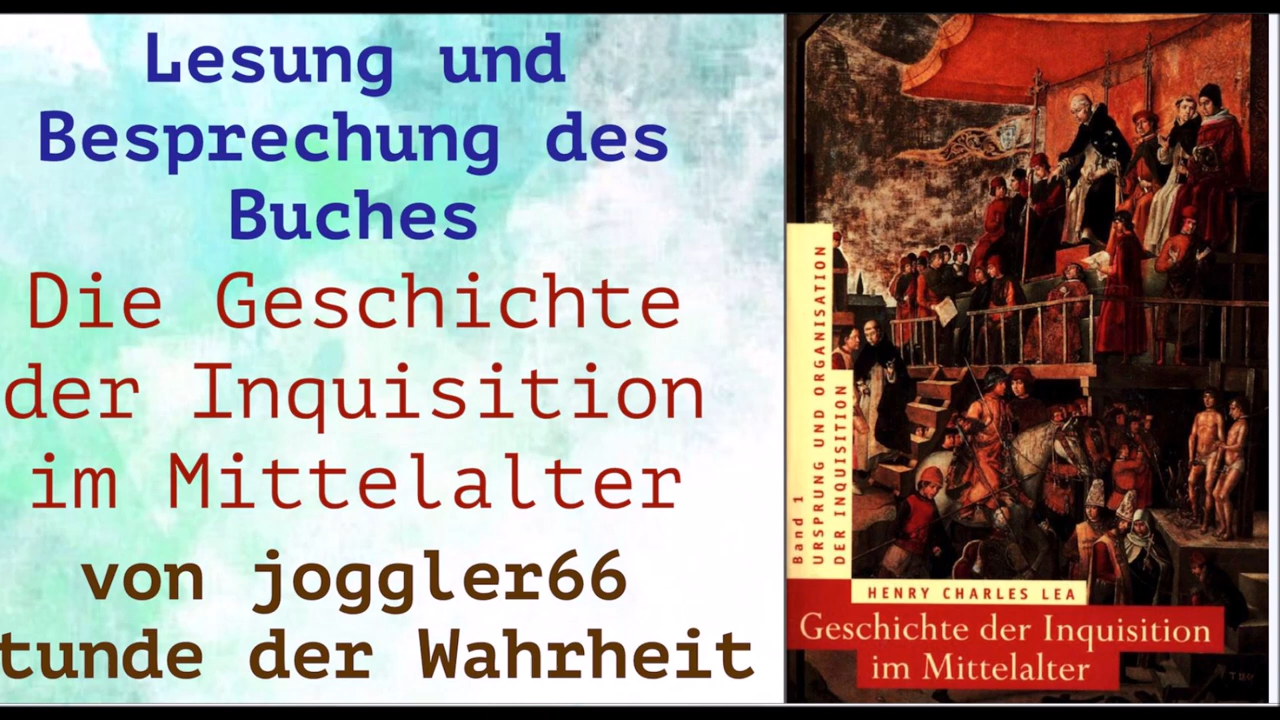 Lesung und
Besprechung des
Buches
Die Geschichte
der Inquisition
im Mittelalter
von joggler66
tunde der Wahrheit
Band 1
URSPRUNG UND ORGANISATION
DER INQUISITION
HENRY CHARLES LEA
Geschichte der Inquisition
im Mittelalter